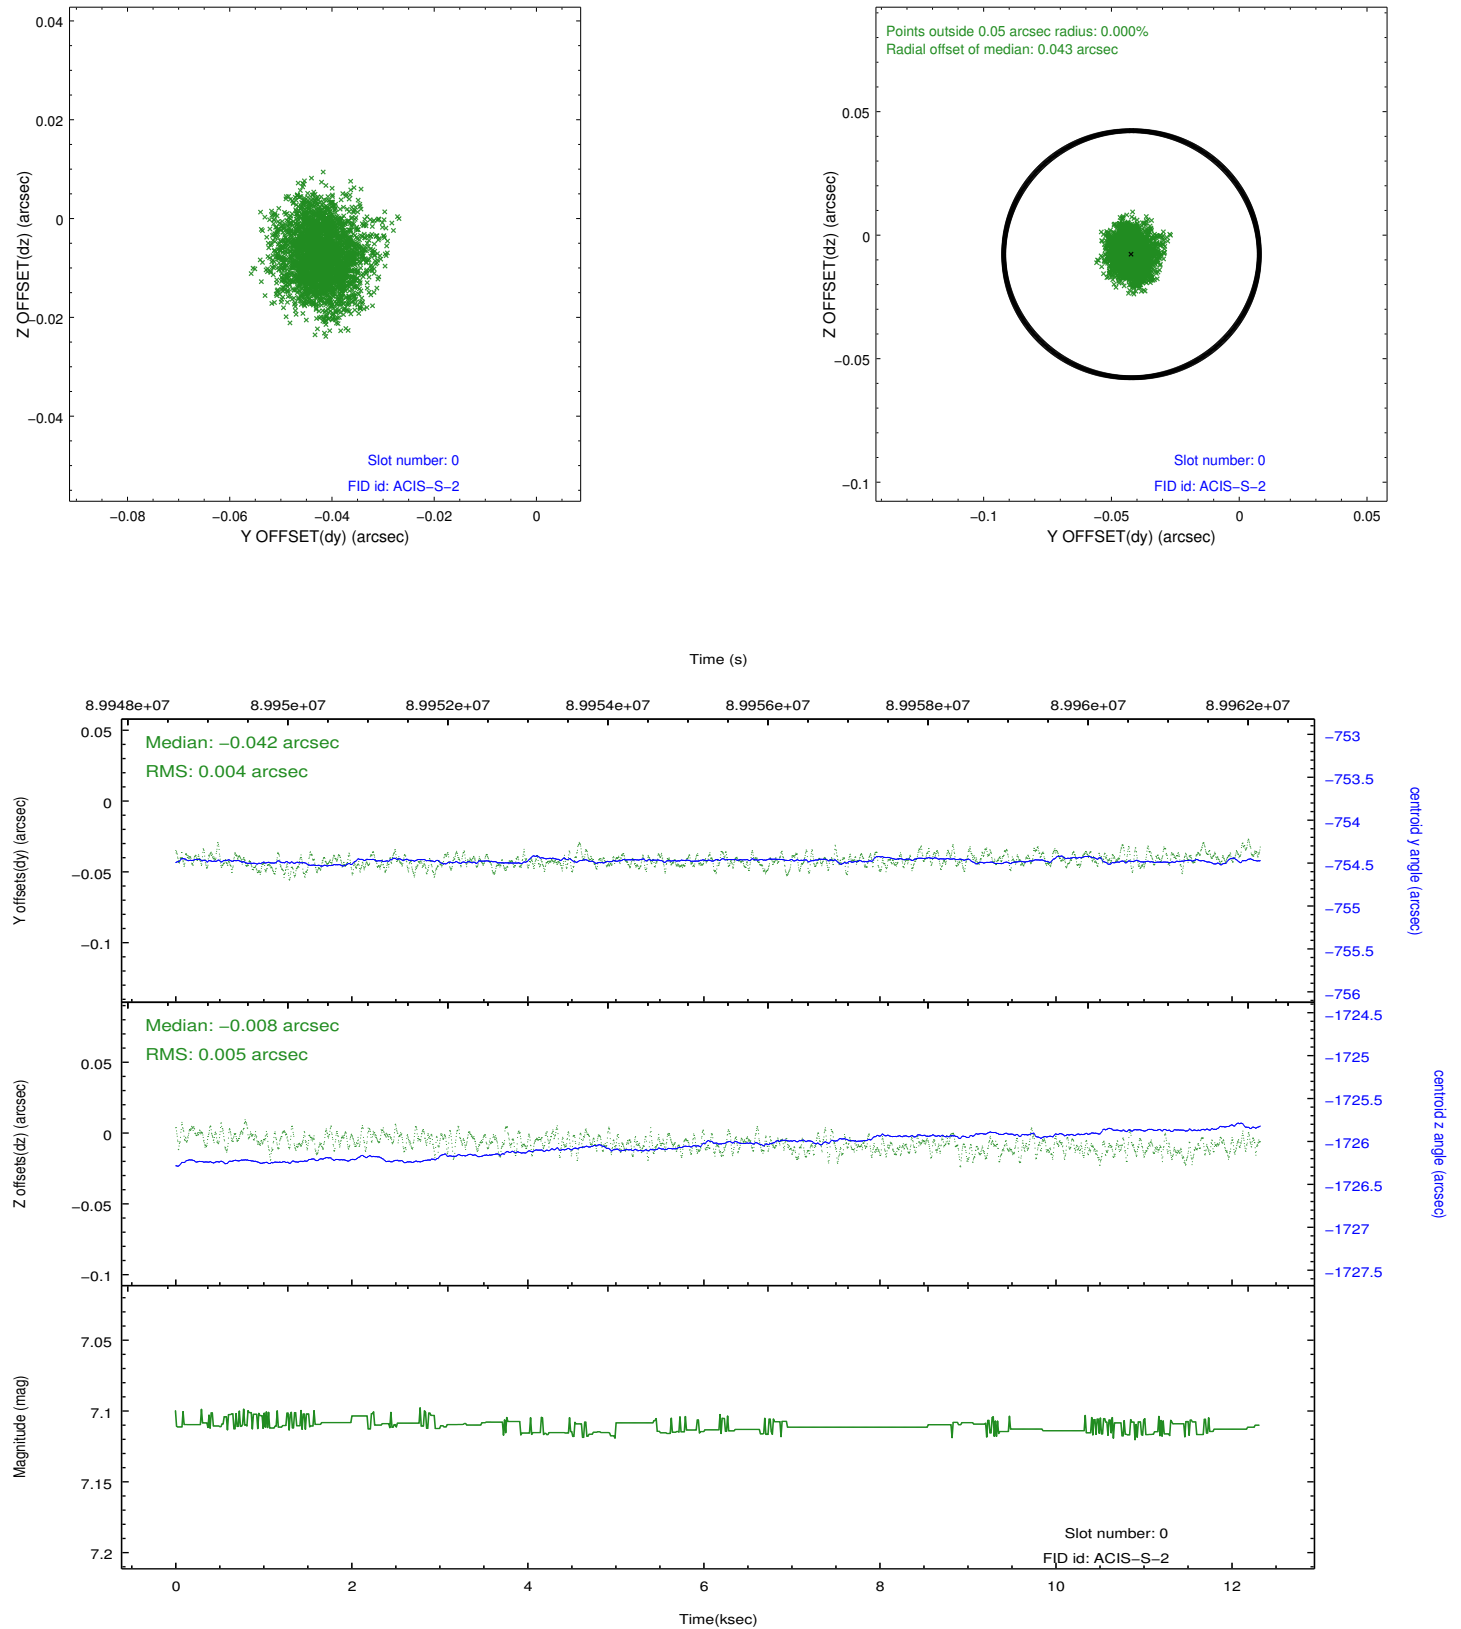 0.04
0.02
0
−0.02
−0.04
Z OFFSET(dz) (arcsec)
Slot number: 0
FID id: ACIS−S−2
−0.08
−0.06
−0.04
−0.02
0
Y OFFSET(dy) (arcsec)
Points outside 0.05 arcsec radius: 0.000%
Radial offset of median: 0.043 arcsec
0.05
0
−0.05
−0.1
Z OFFSET(dz) (arcsec)
Slot number: 0
FID id: ACIS−S−2
−0.1
−0.05
0
0.05
Y OFFSET(dy) (arcsec)
Time (s)
8.9948e+07
8.995e+07
8.9952e+07
8.9954e+07
8.9956e+07
8.9958e+07
8.996e+07
8.9962e+07
Median: −0.042 arcsec
RMS: 0.004 arcsec
0.05
0
−0.05
−0.1
Y offsets(dy) (arcsec)
−753
−753.5
−754
−754.5
−755
−755.5
−756
centroid y angle (arcsec)
Median: −0.008 arcsec
RMS: 0.005 arcsec
0.05
0
−0.05
−0.1
Z offsets(dz) (arcsec)
−1724.5
−1725
−1725.5
−1726
−1726.5
−1727
−1727.5
centroid z angle (arcsec)
7.05
7.1
7.15
7.2
Magnitude (mag)
Slot number: 0
FID id: ACIS−S−2
0
2
4
6
8
10
12
Time(ksec)